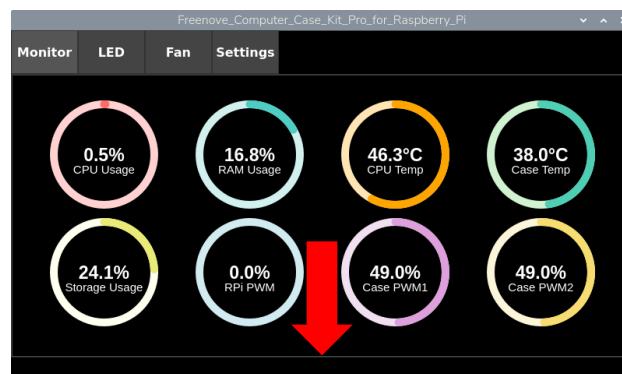 Freenove_Computer_Case_Kit_Pro_for_Raspberry_Pi
Monitor LED Fan Settings
0.5% 16.8% 46.3°C 38.0°C
CPU Usage RAM Usage CPU Temp Case Temp
24.1% 0.0% 49.0% 49.0%
Storage Usage RPi PWM Case PWM1 Case PWM2